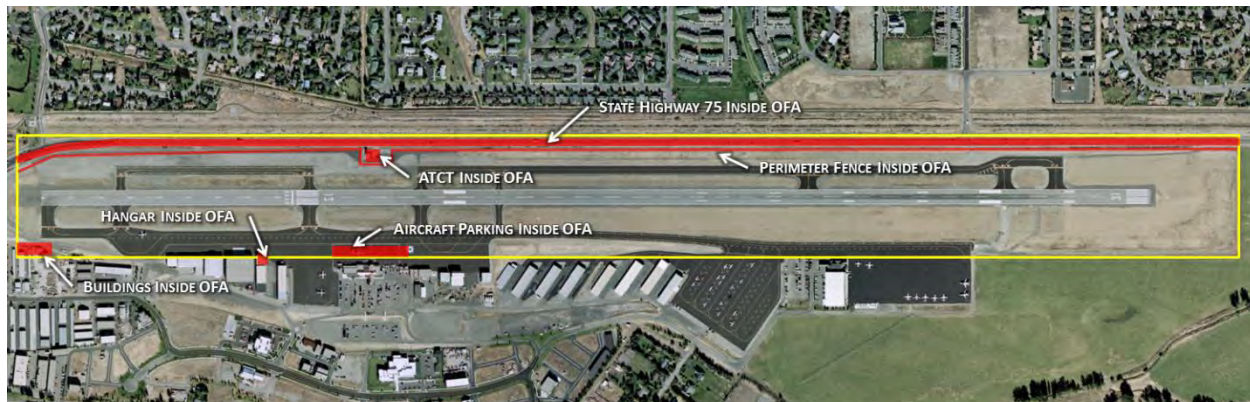 STATE HIGHWAY 75 INSIDE OFA
PERIMETER FENCE INSIDE OFA
ATCT INSIDE OFA
HANGAR INSIDE OFA
AIRCRAFT PARKING INSIDE OFA
BUILDINGS INSIDE OFA